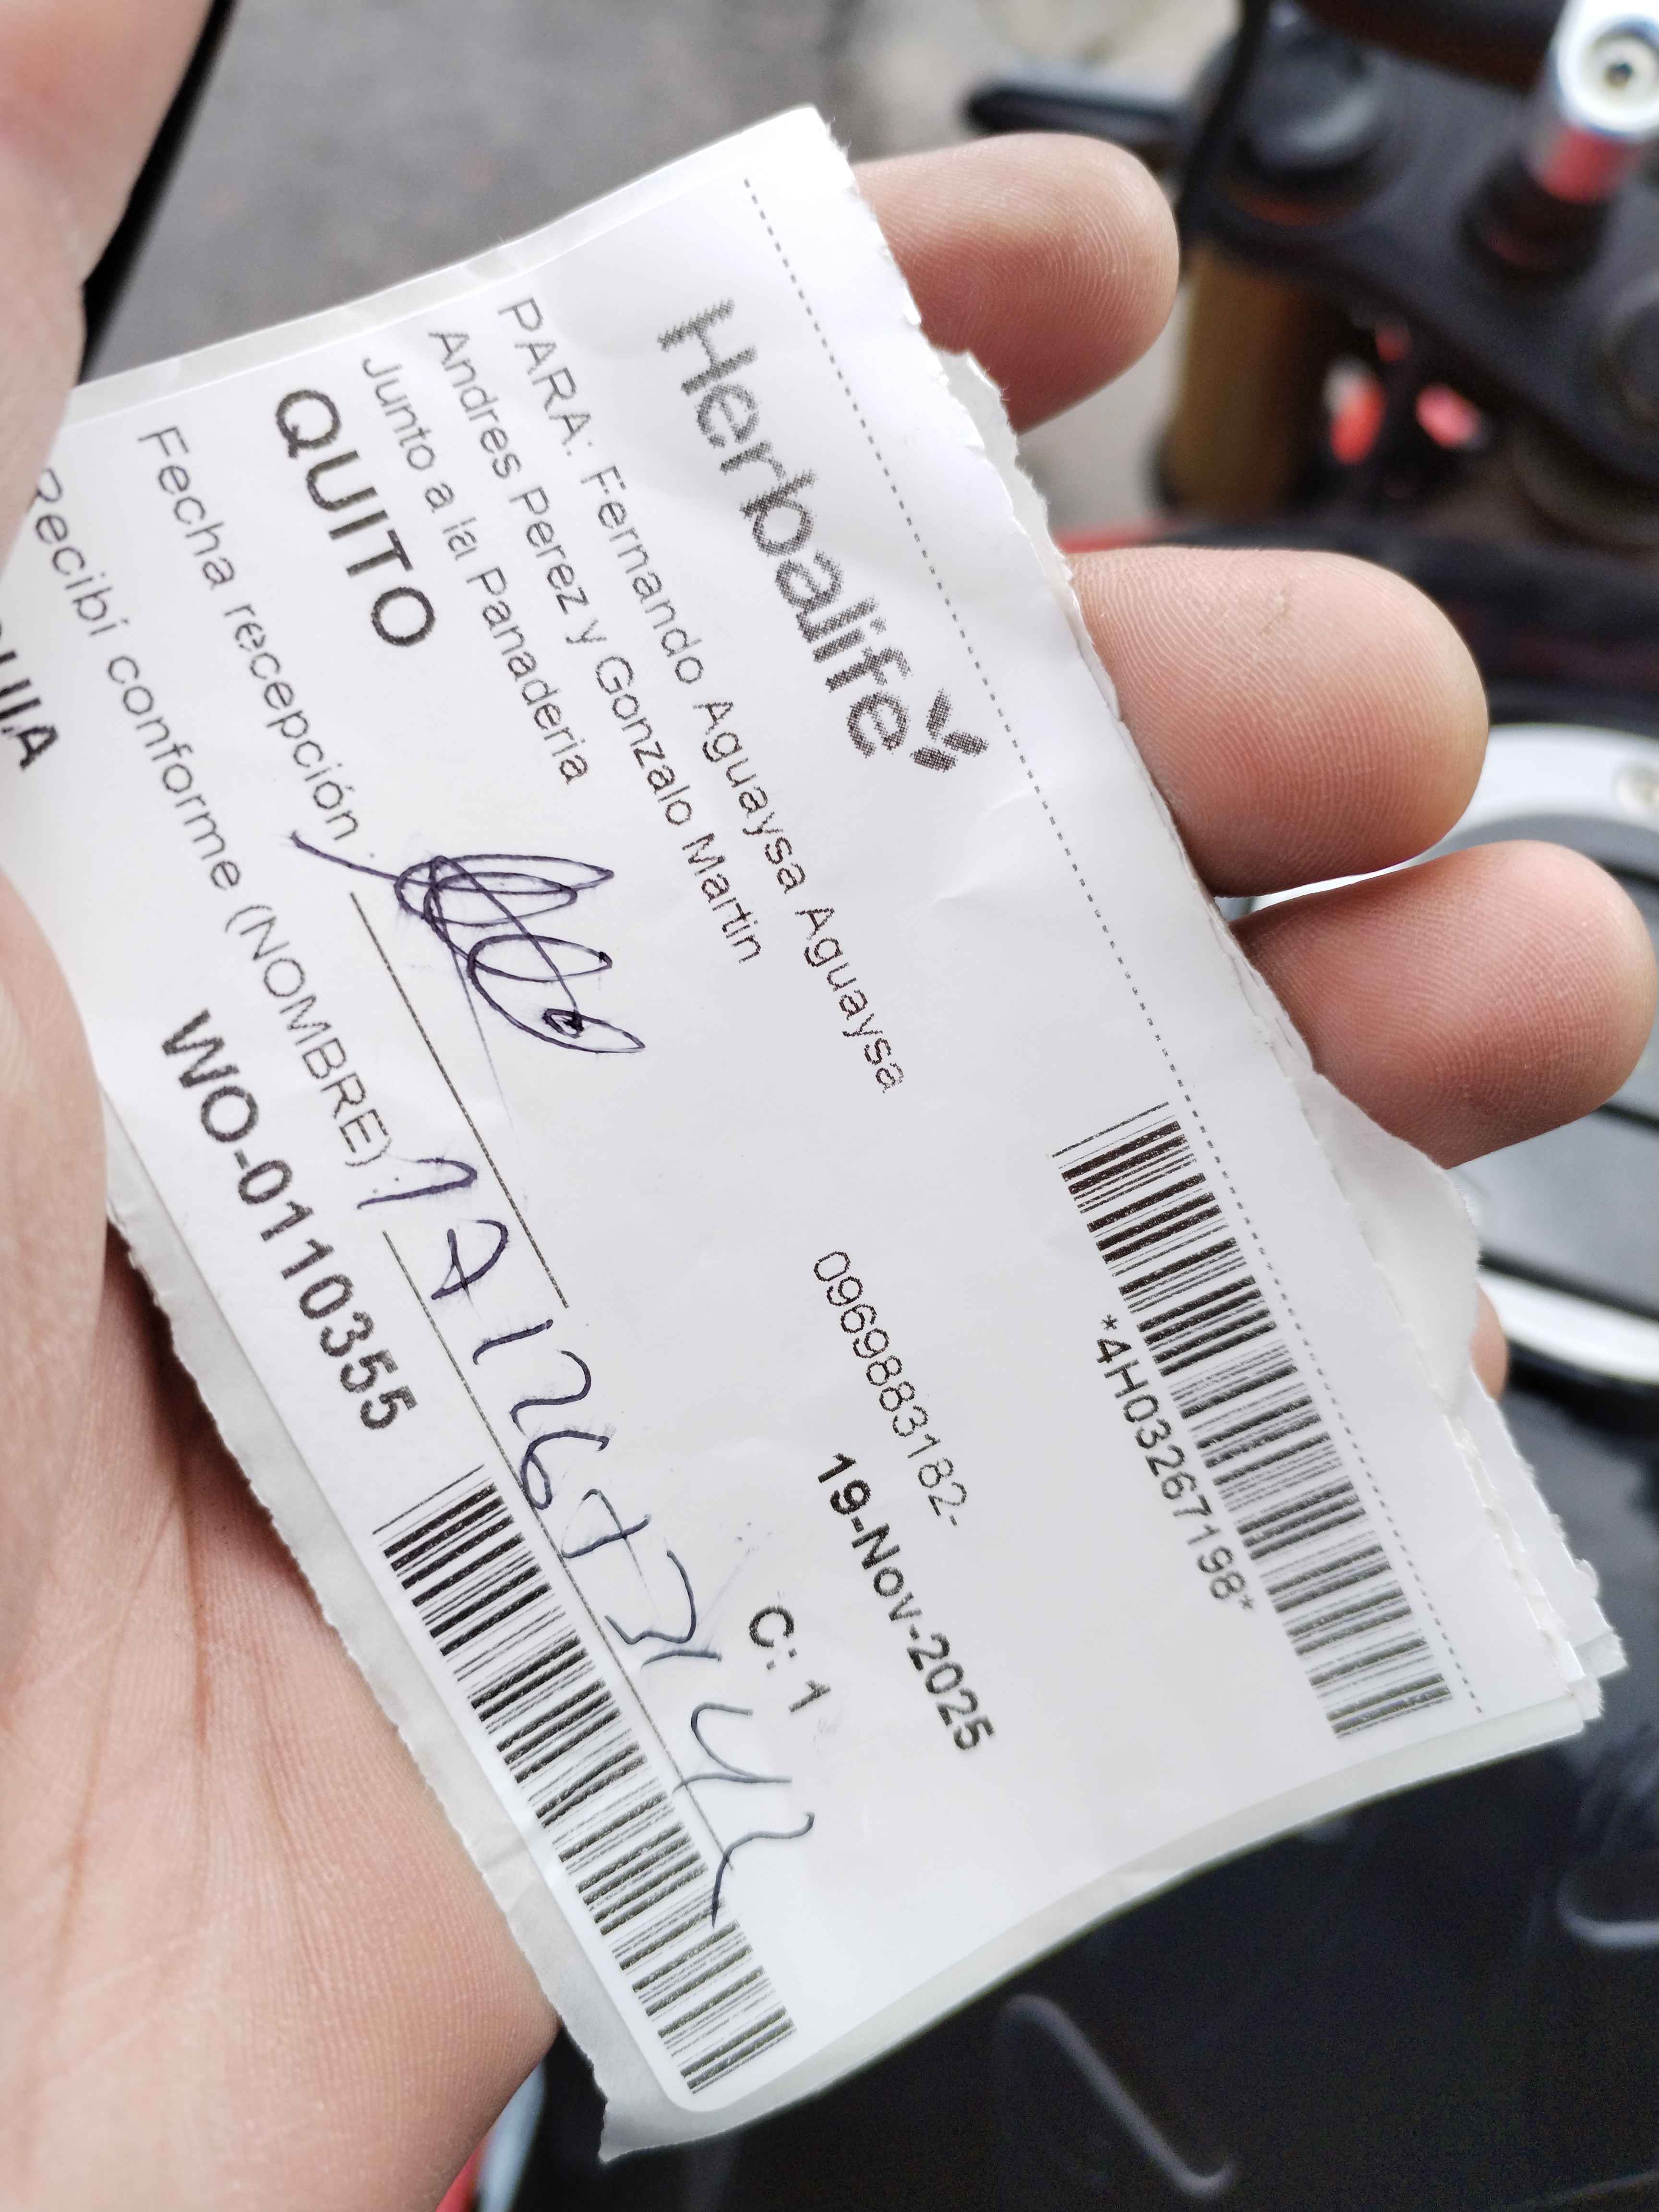 *4H03267198*
Herbalife
PARA: Fernando Aguaysa Aguaysa
0969883182-
Andres Perez y Gonzalo Martin
19-Nov-2025
Junto a la Panaderia
QUITO
C: 1
Fecha recepción
Recibi conforme (NOMBRE)
WO-0110355